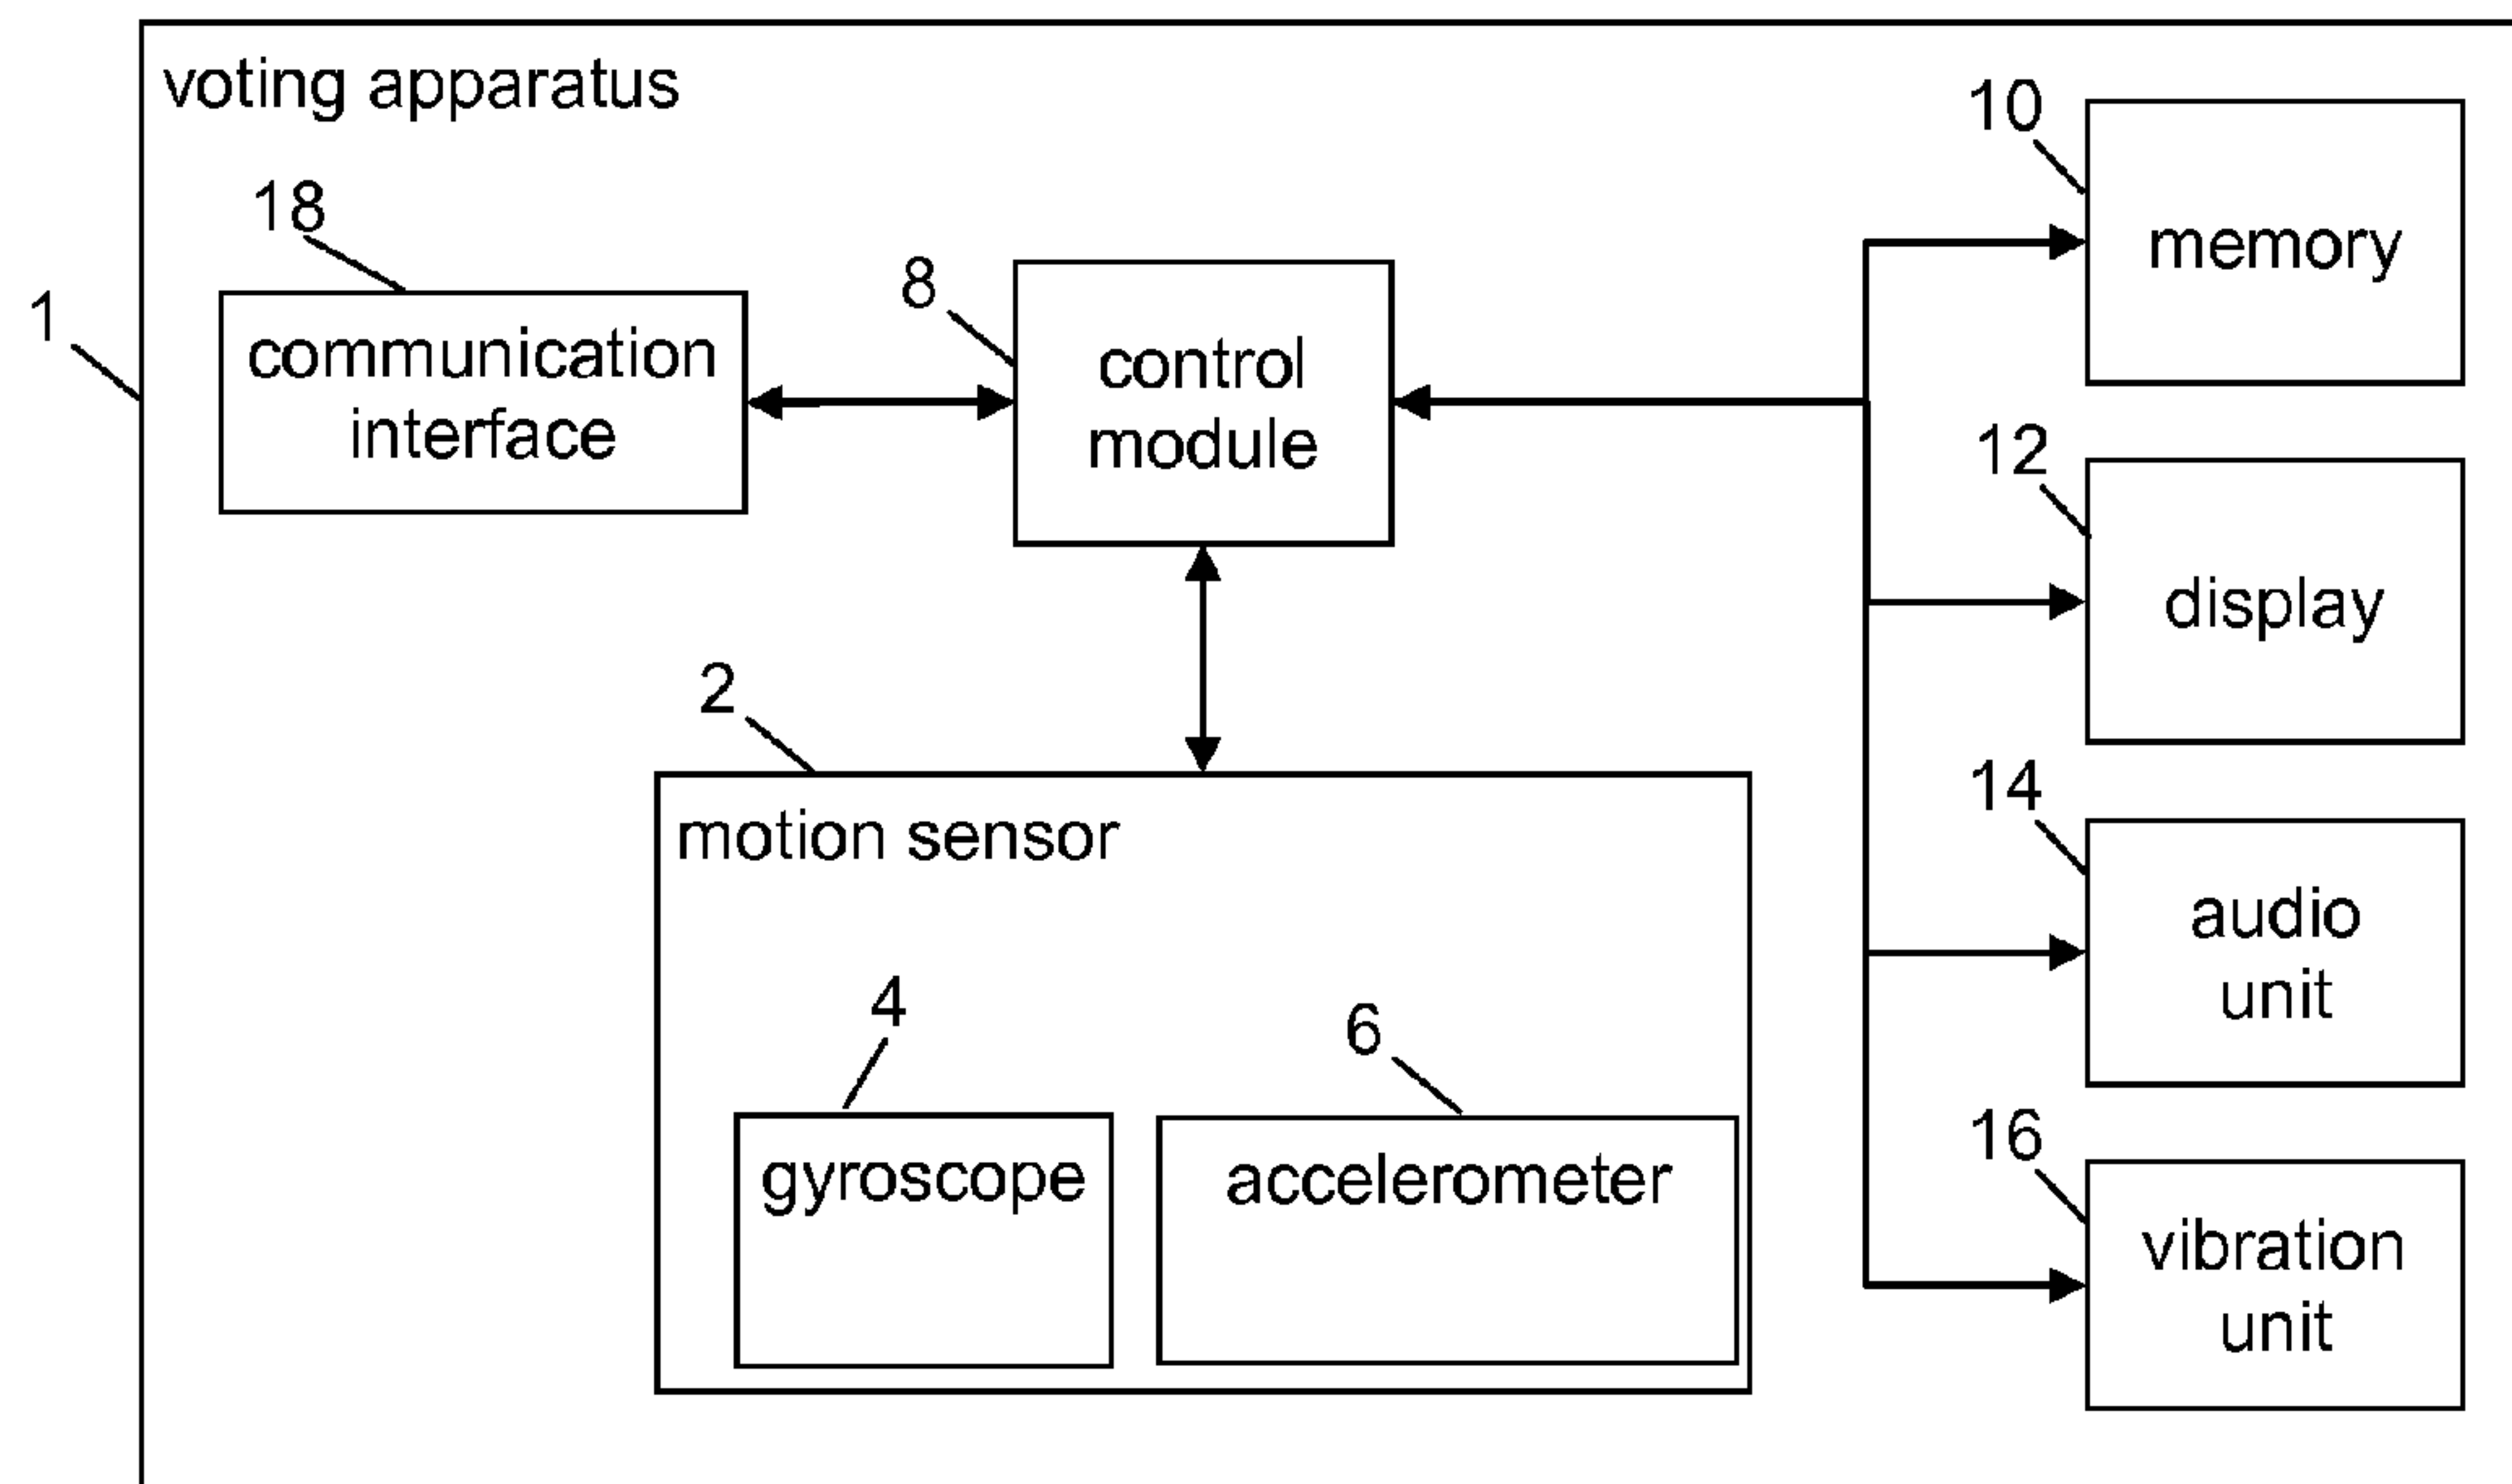 voting apparatus
1
18
communication
interface
8
control
module
10
memory
12
display
2
motion sensor
4
gyroscope
6
accelerometer
14
audio
unit
16
vibration
unit